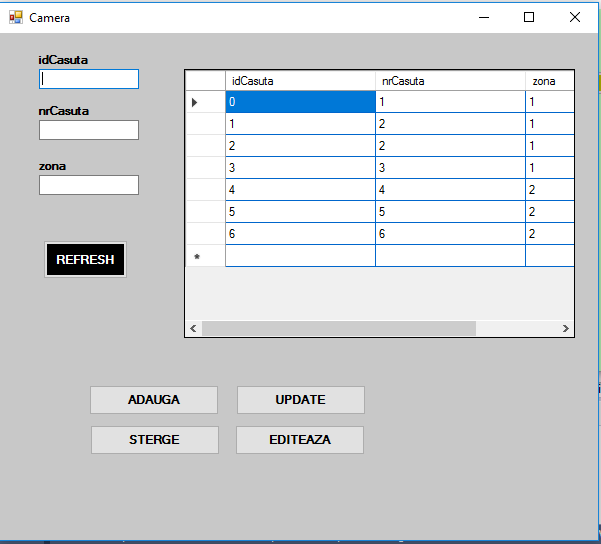 Camera
idCasuta
nrCasuta
zona
REFRESH
idCasuta nrCasuta zona
0 1 1
1 2 1
2 2 1
3 3 1
4 4 2
5 5 2
6 6 2
*
ADAUGA UPDATE
STERGE EDITEAZA